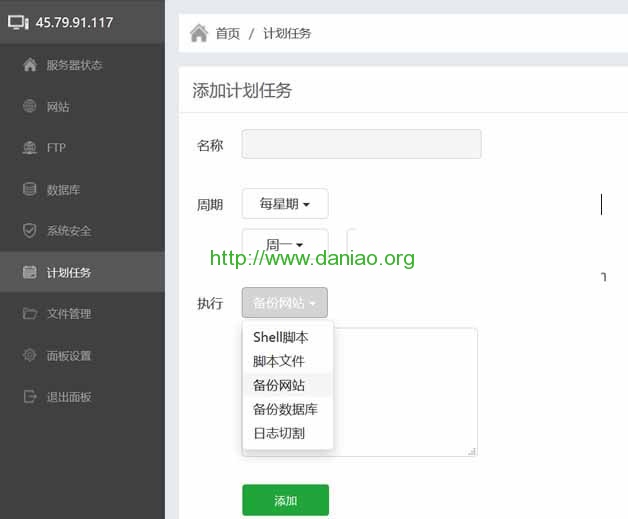 45.79.91.117
服务器状态
网站
FTP
数据库
系统安全
计划任务
文件管理
面板设置
退出面板
首页 / 计划任务
添加计划任务
名称
周期 每星期
周一
http://www.daniao.org
执行 备份网站
Shell脚本
脚本文件
备份网站
备份数据库
日志切割
添加